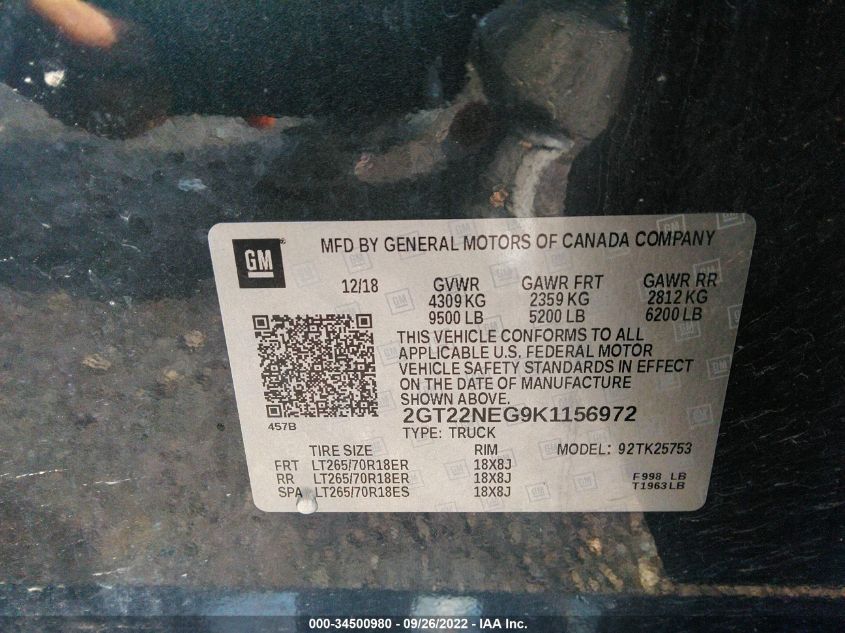 GM
MFD BY GENERAL MOTORS OF CANADA COMPANY
12/18 GVWR GAWR FRT GAWR RR
4309 KG 2359 KG 2812 KG
9500 LB 5200 LB 6200 LB
THIS VEHICLE CONFORMS TO ALL
APPLICABLE U.S. FEDERAL MOTOR
VEHICLE SAFETY STANDARDS IN EFFECT
ON THE DATE OF MANUFACTURE
SHOWN ABOVE.
457B
2GT22NEG9K1156972
TYPE: TRUCK MODEL: 92TK25753
TIRE SIZE RIM
FRT LT265/70R18ER 18X8J
RR LT265/70R18ER 18X8J
SPA LT265/70R18ES 18X8J
F998 LB
T1963LB
000-34500980 - 09/26/2022 - IAA Inc.